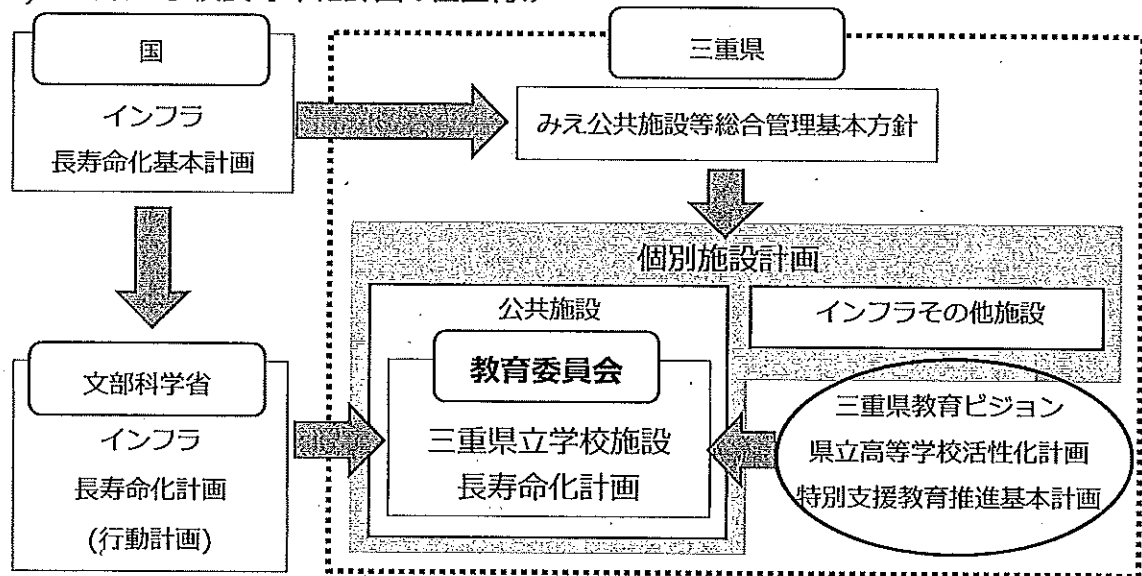 国
インフラ
長寿命化基本計画
三重県
みえ公共施設等総合管理基本方針
個別施設計画
公共施設
インフラその他施設
文部科学省
インフラ
長寿命化計画
(行動計画)
教育委員会
三重県立学校施設
長寿命化計画
三重県教育ビジョン
県立高等学校活性化計画
特別支援教育推進基本計画